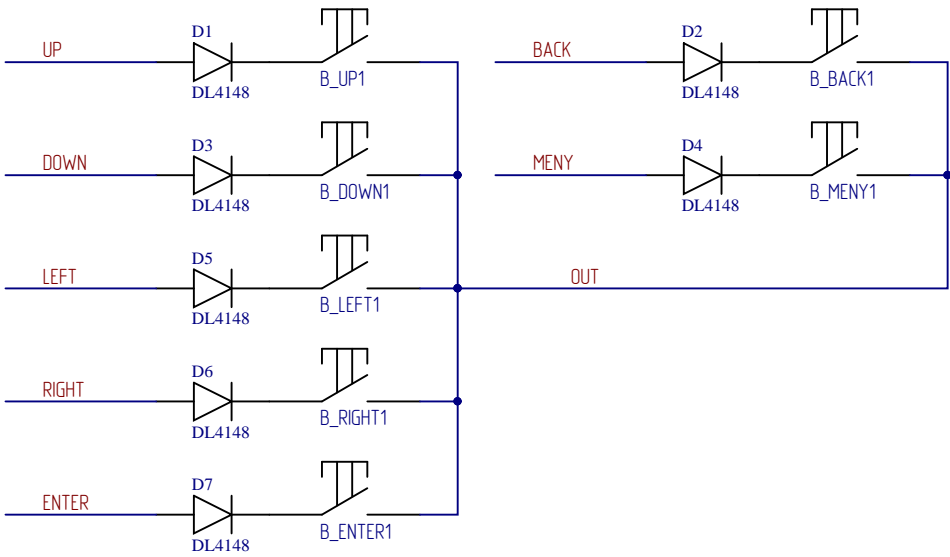 D1
UP
DL4148
B_UP1
D2
BACK
DL4148
B_BACK1
D3
DOWN
DL4148
B_DOWN1
D4
MENY
DL4148
B_MENY1
D5
LEFT
DL4148
B_LEFT1
OUT
D6
RIGHT
DL4148
B_RIGHT1
D7
ENTER
DL4148
B_ENTER1